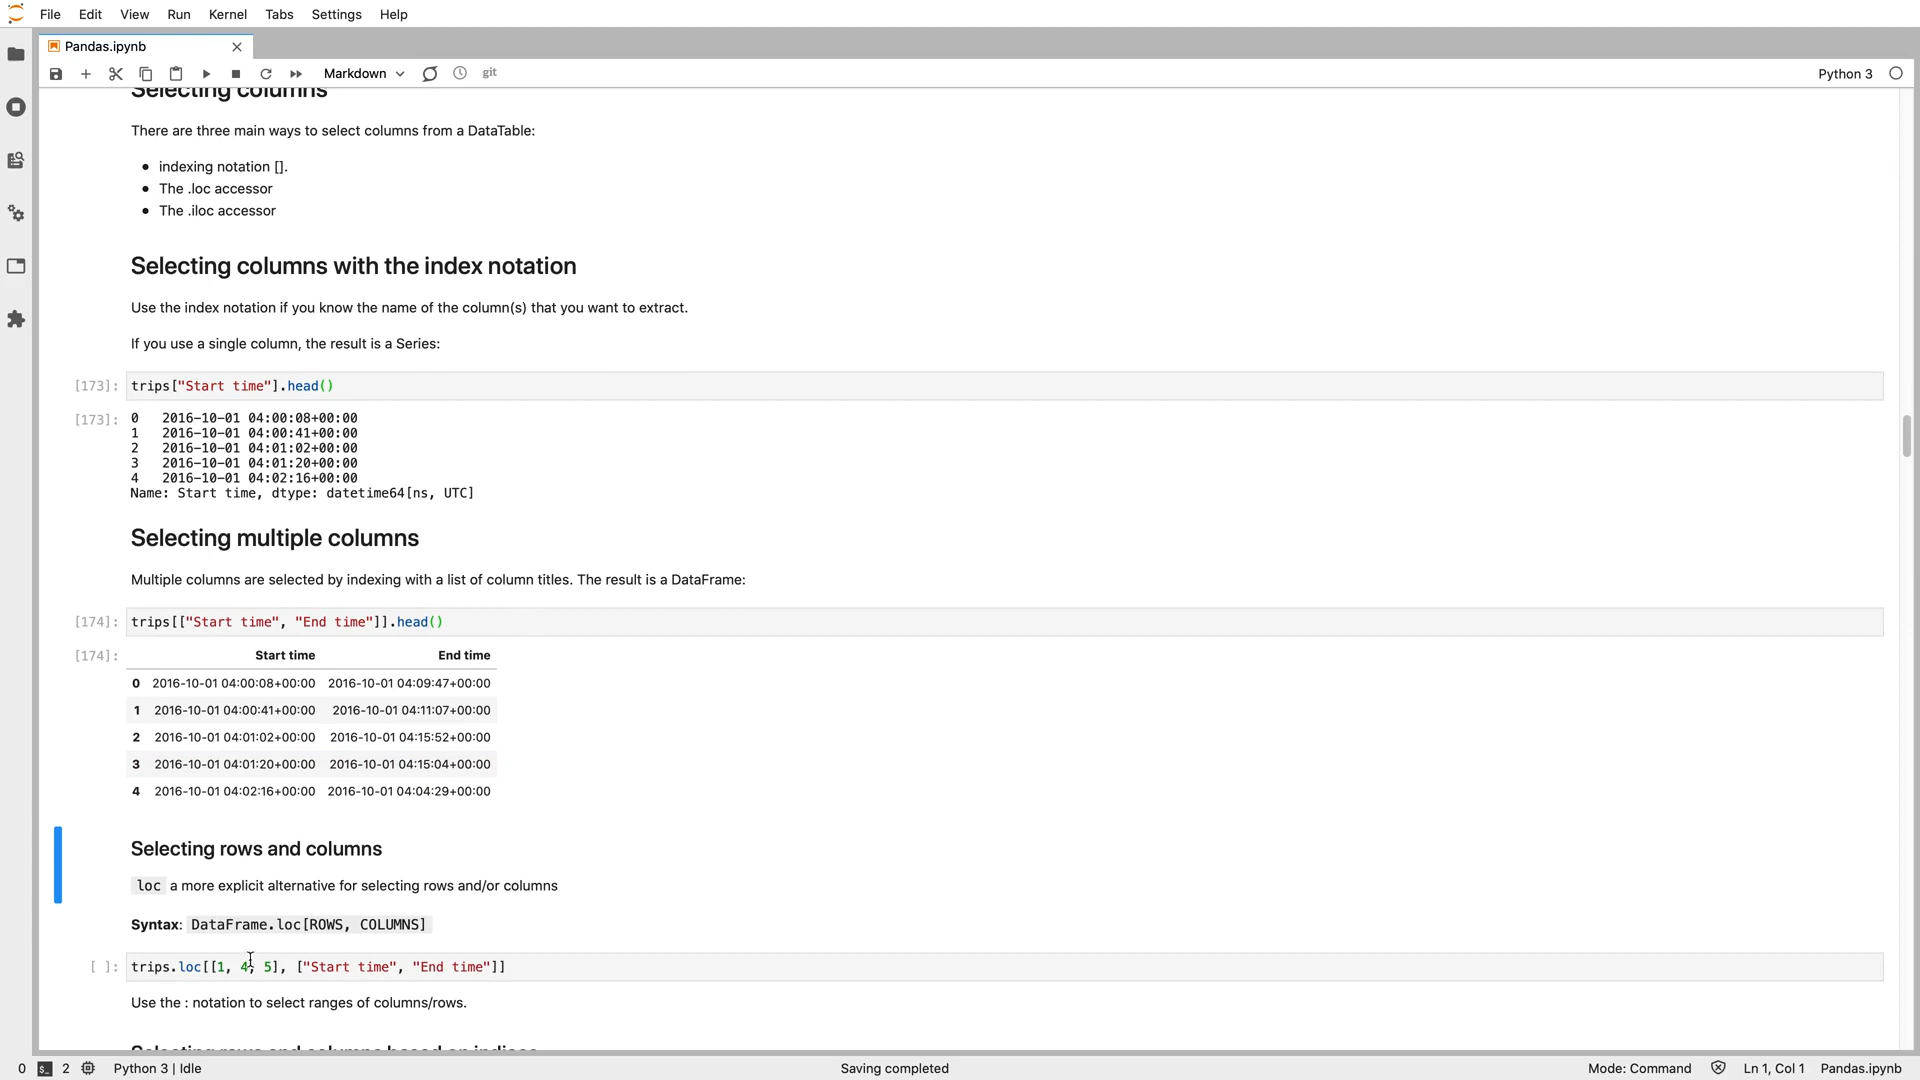 File Edit View Run Kernel Tabs Settings Help
Pandas.ipynb
Markdown git Python 3
Selecting columns
There are three main ways to select columns from a DataTable:
indexing notation [].
The .loc accessor
The .iloc accessor
Selecting columns with the index notation
Use the index notation if you know the name of the column(s) that you want to extract.
If you use a single column, the result is a Series:
[173]: trips["Start time"].head()
[173]: 0 2016-10-01 04:00:08+00:00
1 2016-10-01 04:00:41+00:00
2 2016-10-01 04:01:02+00:00
3 2016-10-01 04:01:20+00:00
4 2016-10-01 04:02:16+00:00
Name: Start time, dtype: datetime64[ns, UTC]
Selecting multiple columns
Multiple columns are selected by indexing with a list of column titles. The result is a DataFrame:
[174]: trips[["Start time", "End time"]].head()
[174]: Start time End time
0 2016-10-01 04:00:08+00:00 2016-10-01 04:09:47+00:00
1 2016-10-01 04:00:41+00:00 2016-10-01 04:11:07+00:00
2 2016-10-01 04:01:02+00:00 2016-10-01 04:15:52+00:00
3 2016-10-01 04:01:20+00:00 2016-10-01 04:15:04+00:00
4 2016-10-01 04:02:16+00:00 2016-10-01 04:04:29+00:00
Selecting rows and columns
loc a more explicit alternative for selecting rows and/or columns
Syntax: DataFrame.loc[ROWS, COLUMNS]
[ ]: trips.loc[[1, 4, 5], ["Start time", "End time"]]
Use the : notation to select ranges of columns/rows.
Selecting rows and columns based on indices
0 2 Python 3 | Idle Saving completed Mode: Command Ln 1, Col 1 Pandas.ipynb